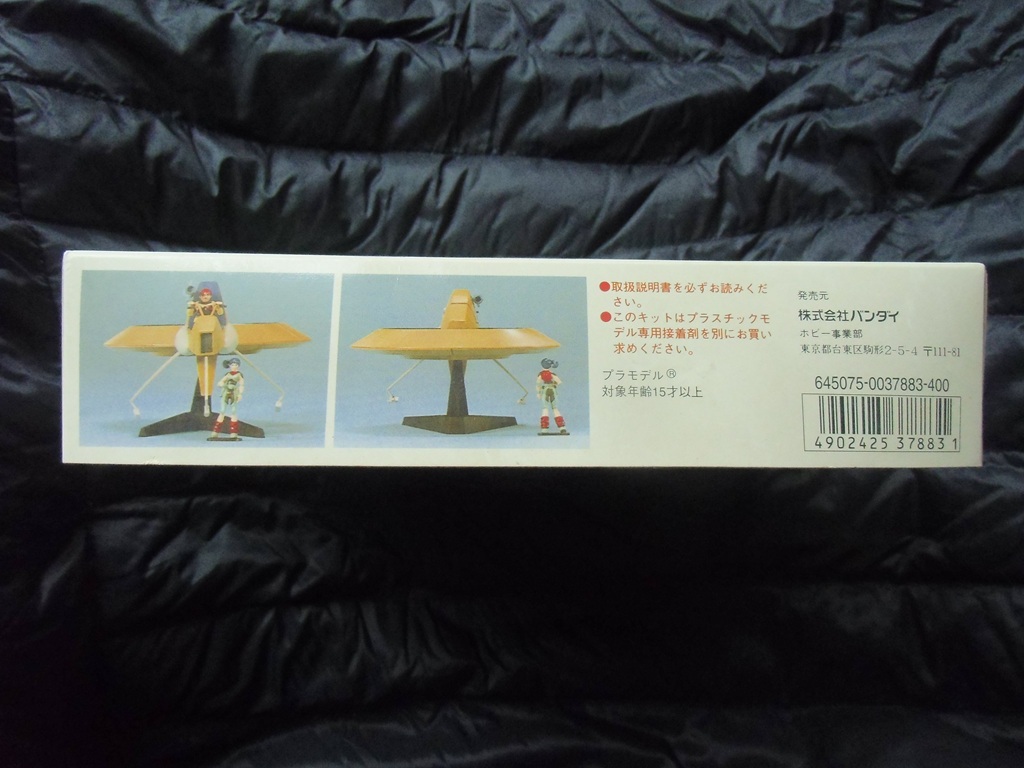 ●取扱説明書を必ずお読みくだ
さい。
●このキットはプラスチックモ
デル専用接着剤を別にお買い
求めください。
プラモデル®
対象年齢15才以上
発売元
株式会社バンダイ
ホビー事業部
東京都台東区駒形2-5-4 〒111-81
645075-0037883-400
4902425 378831